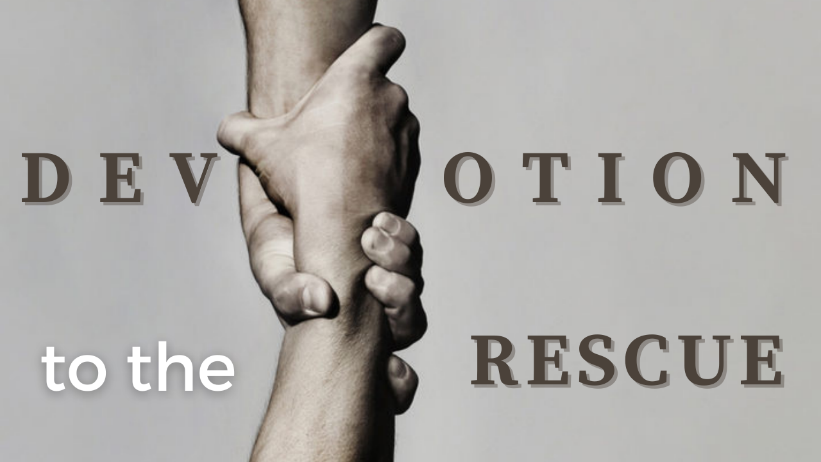 DEVOTION
to the RESCUE